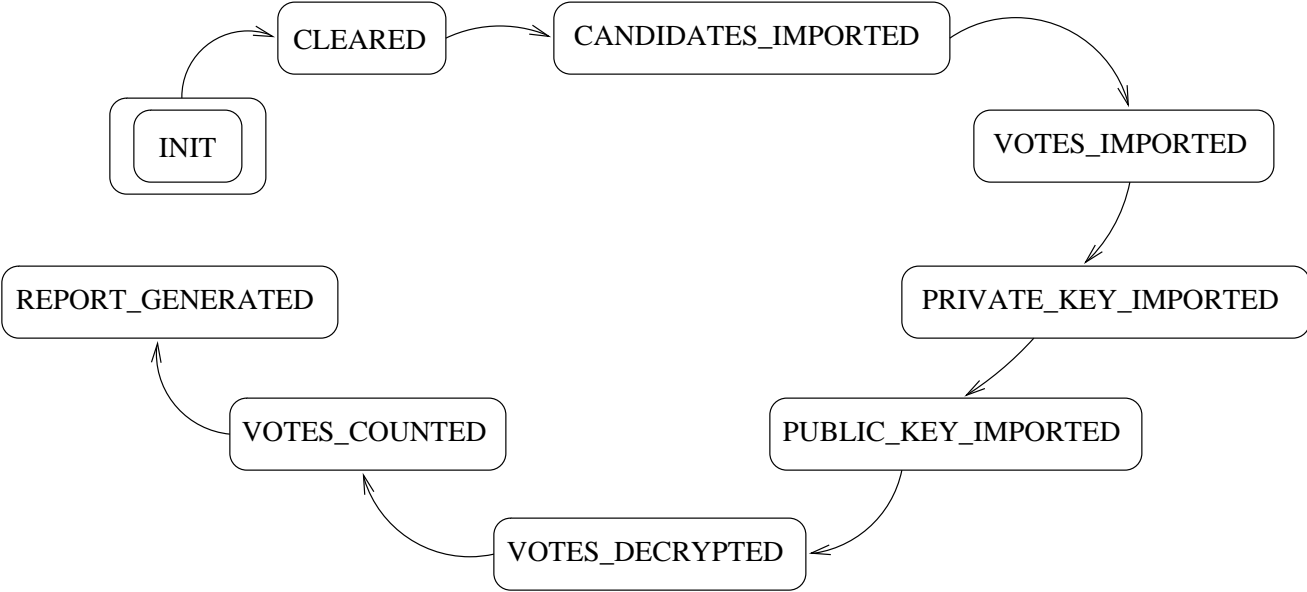 CLEARED
CANDIDATES_IMPORTED
INIT
VOTES_IMPORTED
REPORT_GENERATED
PRIVATE_KEY_IMPORTED
VOTES_COUNTED
PUBLIC_KEY_IMPORTED
VOTES_DECRYPTED